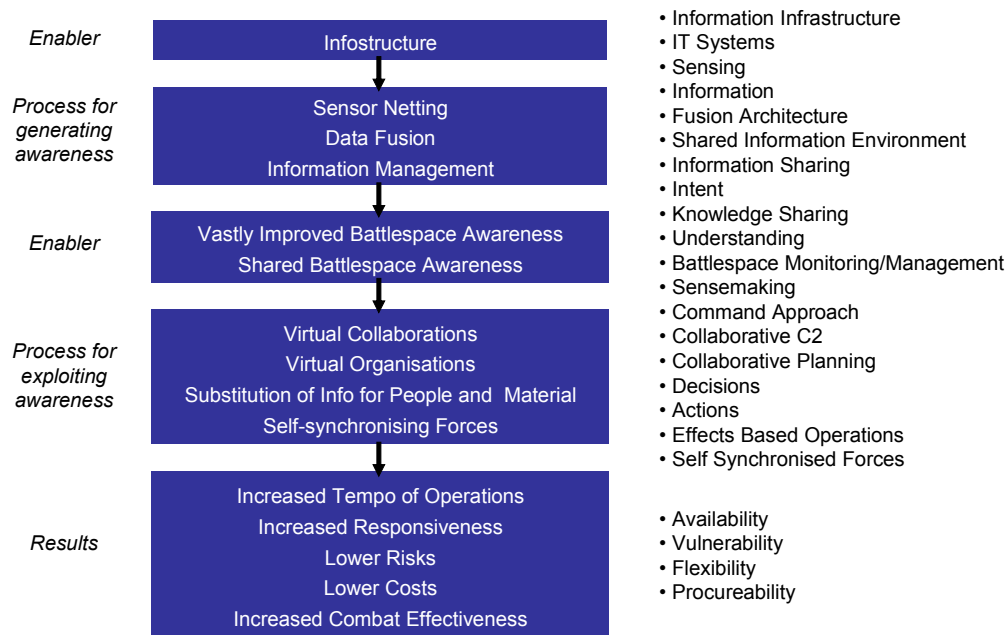 Enabler
Infostructure
Process for
generating
awareness
Sensor Netting
Data Fusion
Information Management
Enabler
Vastly Improved Battlespace Awareness
Shared Battlespace Awareness
Process for
exploiting
awareness
Virtual Collaborations
Virtual Organisations
Substitution of Info for People and Material
Self-synchronising Forces
Results
Increased Tempo of Operations
Increased Responsiveness
Lower Risks
Lower Costs
Increased Combat Effectiveness
• Information Infrastructure
• IT Systems
• Sensing
• Information
• Fusion Architecture
• Shared Information Environment
• Information Sharing
• Intent
• Knowledge Sharing
• Understanding
• Battlespace Monitoring/Management
• Sensemaking
• Command Approach
• Collaborative C2
• Collaborative Planning
• Decisions
• Actions
• Effects Based Operations
• Self Synchronised Forces
• Availability
• Vulnerability
• Flexibility
• Procureability